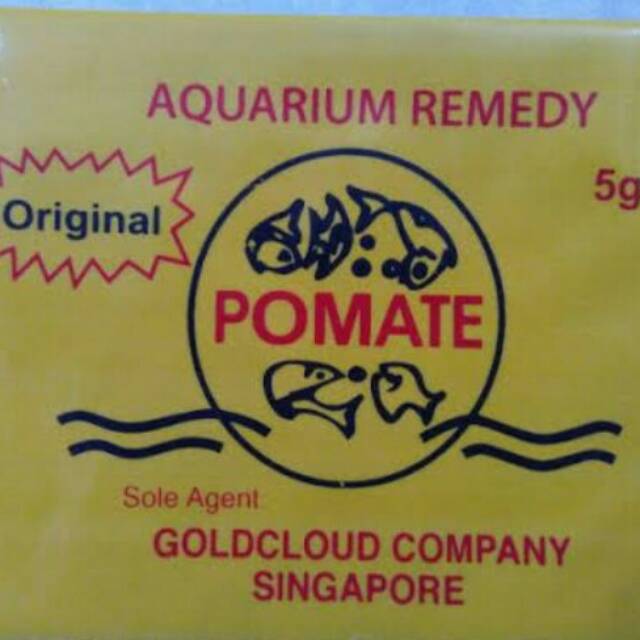 AQUARIUM REMEDY
Original
5g
POMATE
Sole Agent
GOLDCLOUD COMPANY
SINGAPORE